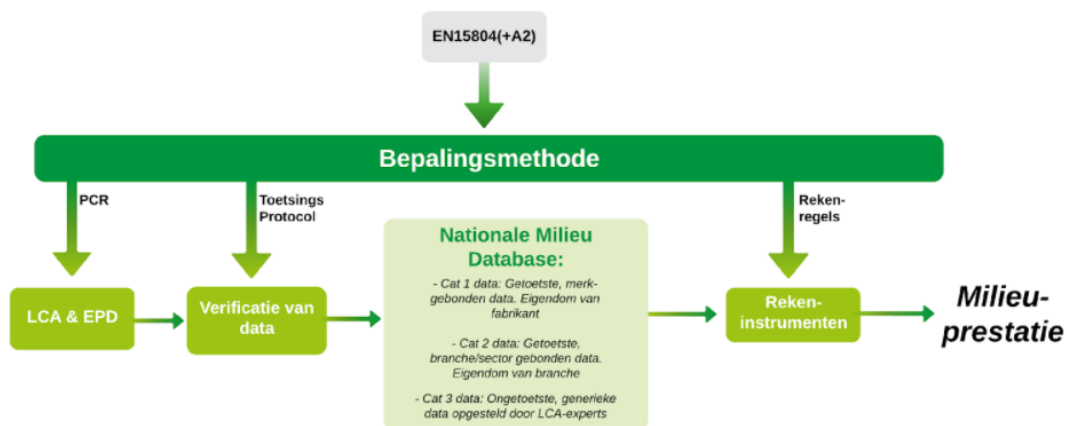 EN15804(+A2)
Bepalingsmethode
PCR
Toetsings
Protocol
Reken-
regels
LCA & EPD
Verificatie van
data
Nationale Milieu
Database:
- Cat 1 data: Getoetste, merk-
gebonden data. Eigendom van
fabrikant
- Cat 2 data: Getoetste,
branche/sector gebonden data.
Eigendom van branche
- Cat 3 data: Ongetoetste, generieke
data opgesteld door LCA-experts
Reken-
instrumenten
Milieu-
prestatie